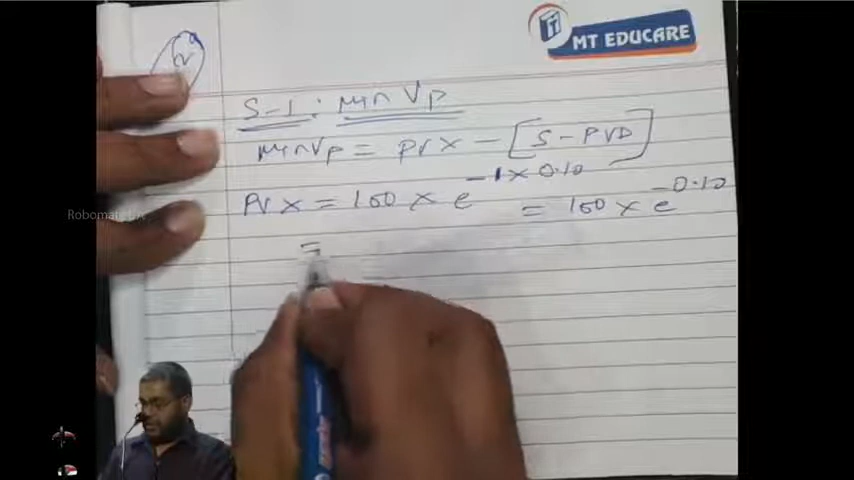 MT EDUCARE
S-1 : Min Vp
Min Vp = PV X - [S - PVD]
PV X = 100 x e -1 x 0.10 = 100 x e -0.10
=